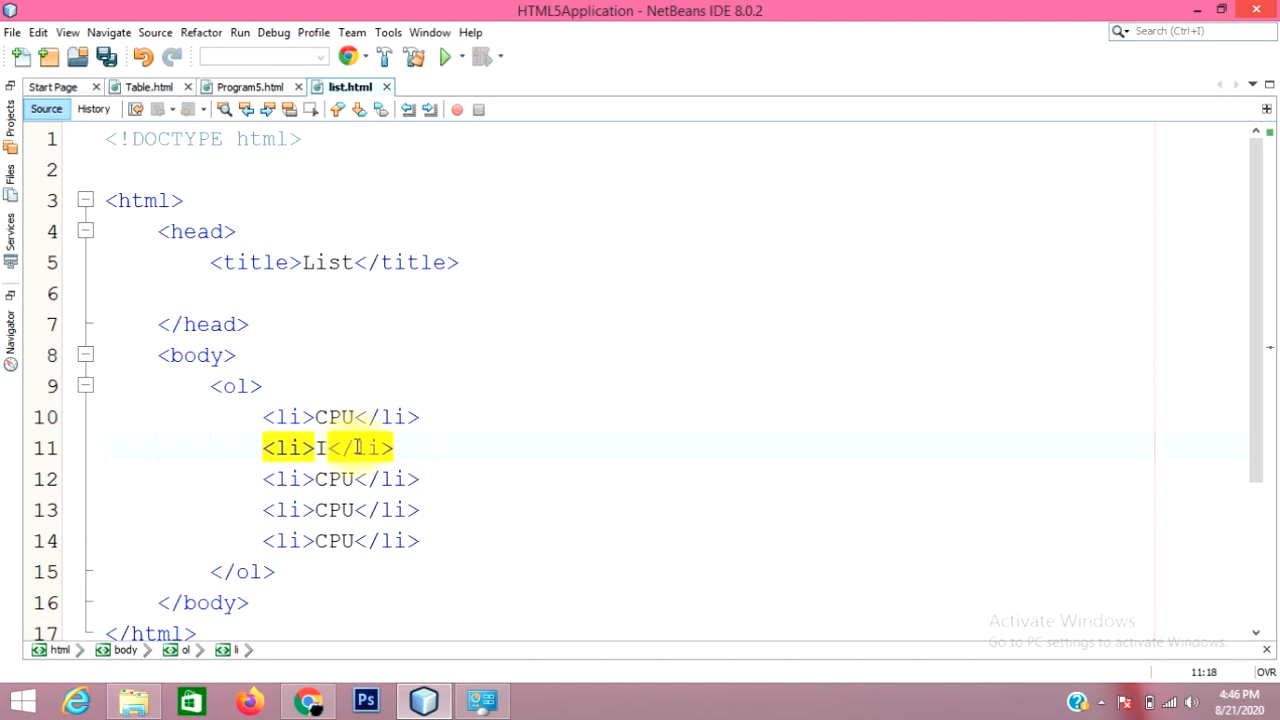 HTML5Application - NetBeans IDE 8.0.2
File Edit View Navigate Source Refactor Run Debug Profile Team Tools Window Help
Search (Ctrl+I)
Start Page Table.html Program5.html list.html
Source History
Projects
Files
Services
Navigator
1 <!DOCTYPE html>
2
3 <html>
4 <head>
5 <title>List</title>
6
7 </head>
8 <body>
9 <ol>
10 <li>CPU</li>
11 <li>I</li>
12 <li>CPU</li>
13 <li>CPU</li>
14 <li>CPU</li>
15 </ol>
16 </body>
17 </html>
Activate Windows
Go to PC settings to activate Windows.
html body ol li
11:18 OVR
Ps
4:46 PM
8/21/2020